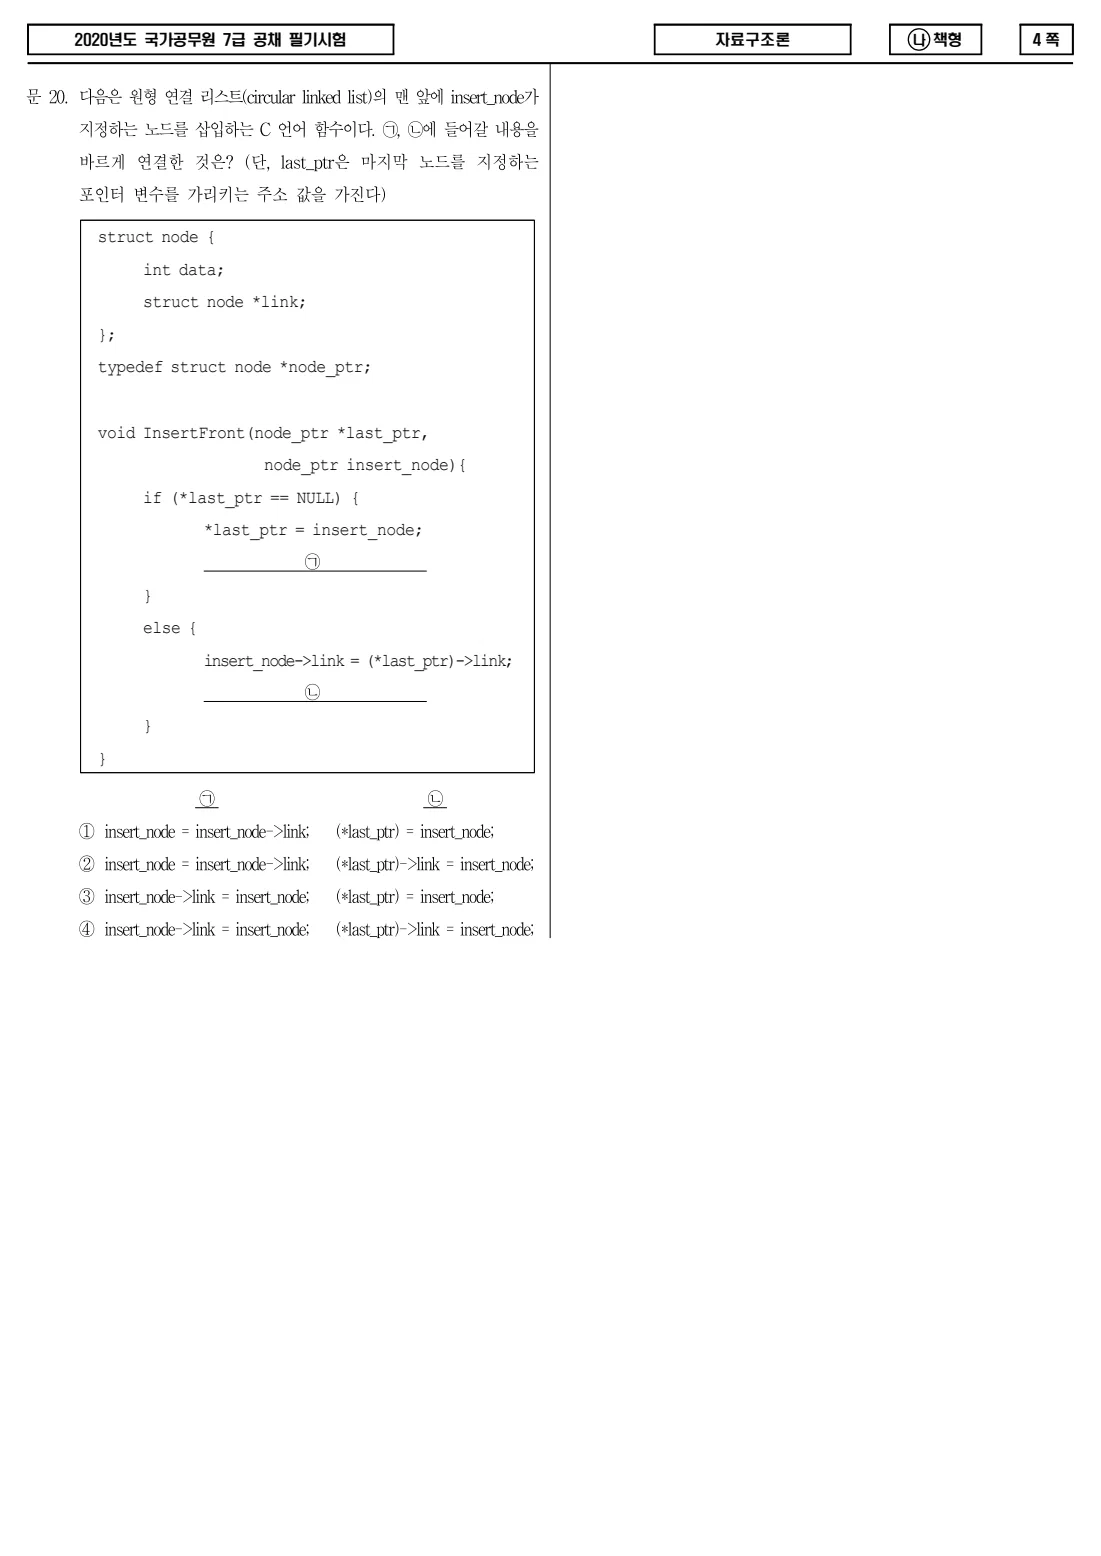 2020년도 국가공무원 7급 공채 필기시험
자료구조론
㉯ 책형
4 쪽
문 20. 다음은 원형 연결 리스트(circular linked list)의 맨 앞에 insert_node가
지정하는 노드를 삽입하는 C 언어 함수이다. ㉠, ㉡에 들어갈 내용을
바르게 연결한 것은? (단, last_ptr은 마지막 노드를 지정하는
포인터 변수를 가리키는 주소 값을 가진다)
struct node {
int data;
struct node *link;
};
typedef struct node *node_ptr;
void InsertFront(node_ptr *last_ptr,
node_ptr insert_node){
if (*last_ptr == NULL) {
*last_ptr = insert_node;
㉠
}
else {
insert_node->link = (*last_ptr)->link;
㉡
}
}
㉠ ㉡
① insert_node = insert_node->link; (*last_ptr) = insert_node;
② insert_node = insert_node->link; (*last_ptr)->link = insert_node;
③ insert_node->link = insert_node; (*last_ptr) = insert_node;
④ insert_node->link = insert_node; (*last_ptr)->link = insert_node;